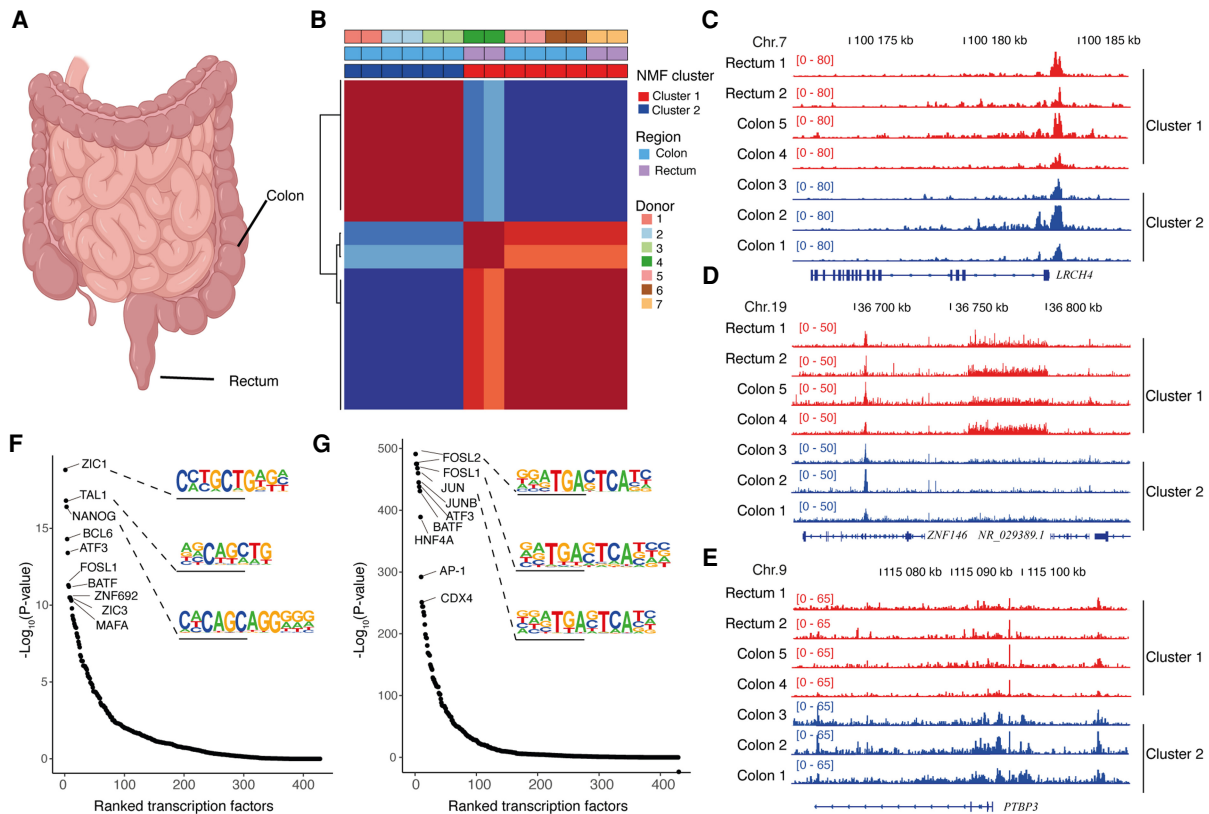 A
Colon
Rectum
B
NMF cluster
Cluster 1
Cluster 2
Region
Colon
Rectum
Donor
1
2
3
4
5
6
7
C
Chr.7
100 175 kb
100 180 kb
100 185 kb
Rectum 1 [0 - 80]
Rectum 2 [0 - 80]
Colon 5 [0 - 80]
Colon 4 [0 - 80]
Colon 3 [0 - 80]
Colon 2 [0 - 80]
Colon 1 [0 - 80]
Cluster 1
Cluster 2
LRCH4
D
Chr.19
36 700 kb
36 750 kb
36 800 kb
Rectum 1 [0 - 50]
Rectum 2 [0 - 50]
Colon 5 [0 - 50]
Colon 4 [0 - 50]
Colon 3 [0 - 50]
Colon 2 [0 - 50]
Colon 1 [0 - 50]
Cluster 1
Cluster 2
ZNF146 NR_029389.1
E
Chr.9
115 080 kb
115 090 kb
115 100 kb
Rectum 1 [0 - 65]
Rectum 2 [0 - 65]
Colon 5 [0 - 65]
Colon 4 [0 - 65]
Colon 3 [0 - 65]
Colon 2 [0 - 65]
Colon 1 [0 - 65]
Cluster 1
Cluster 2
PTBP3
F
ZIC1
TAL1
NANOG
BCL6
ATF3
FOSL1
BATF
ZNF692
ZIC3
MAFA
-Log10(P-value)
15
10
5
0
0
100
200
300
400
Ranked transcription factors
G
FOSL2
FOSL1
JUN
JUNB
ATF3
BATF
HNF4A
AP-1
CDX4
-Log10(P-value)
500
400
300
200
100
0
0
100
200
300
400
Ranked transcription factors